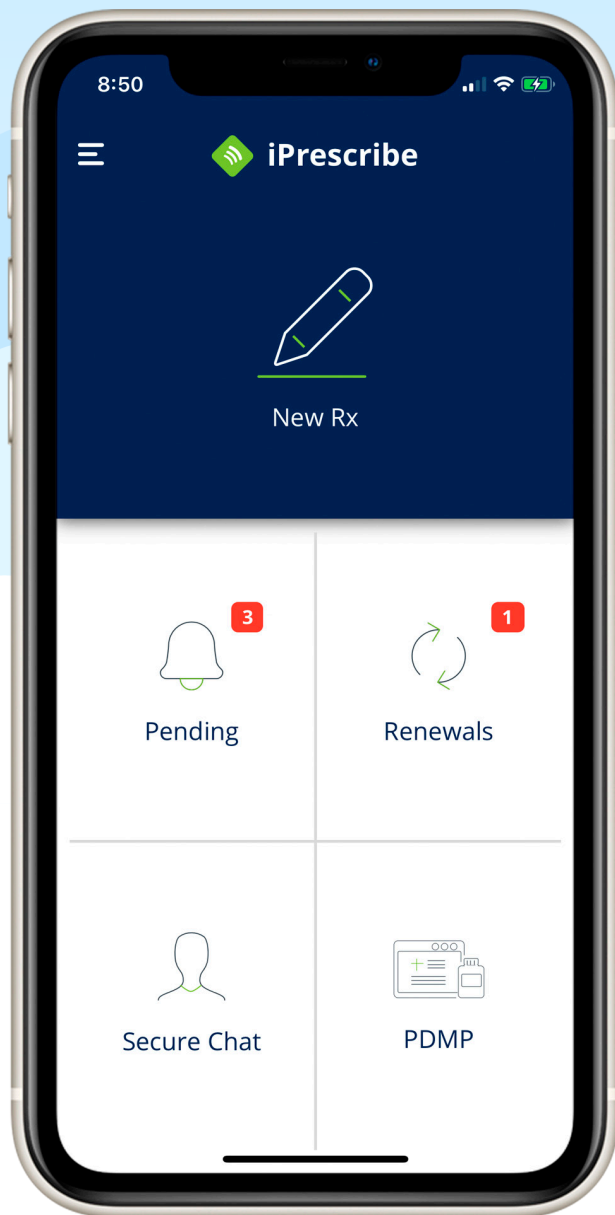 8:50
iPrescribe
New Rx
3
1
Pending
Renewals
Secure Chat
PDMP